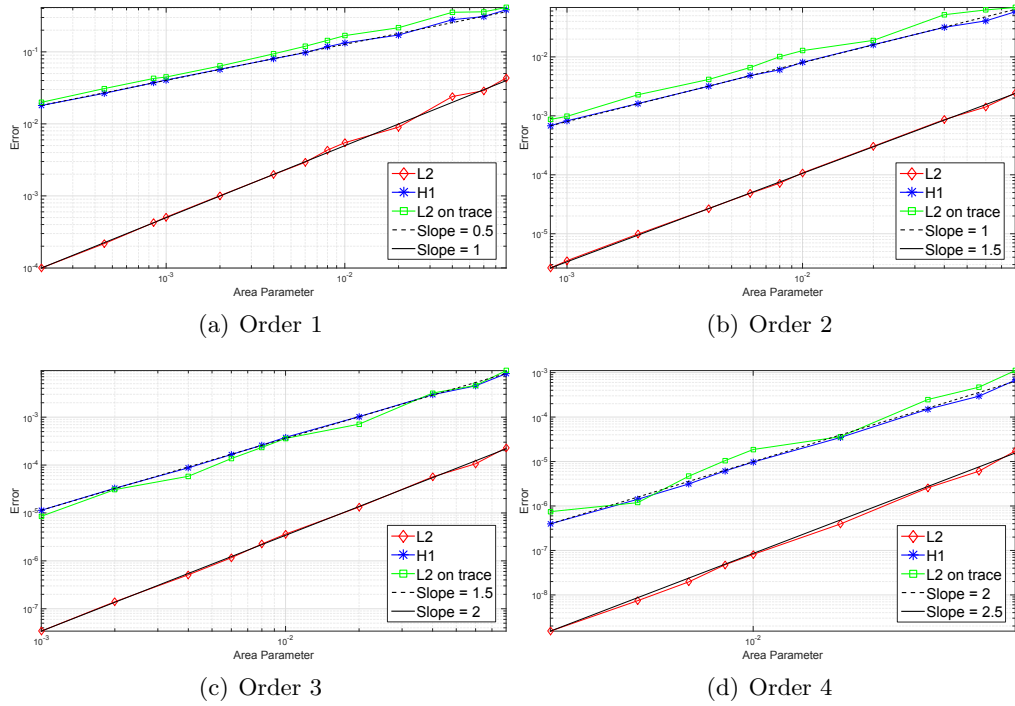 10^-1
10^-2
10^-3
10^-4
Error
10^-3
10^-2
Area Parameter
L2
H1
L2 on trace
Slope = 0.5
Slope = 1
(a) Order 1
10^-2
10^-3
10^-4
10^-5
Error
10^-3
10^-2
Area Parameter
L2
H1
L2 on trace
Slope = 1
Slope = 1.5
(b) Order 2
10^-3
10^-4
10^-5
10^-6
10^-7
Error
10^-3
10^-2
Area Parameter
L2
H1
L2 on trace
Slope = 1.5
Slope = 2
(c) Order 3
10^-3
10^-4
10^-5
10^-6
10^-7
10^-8
Error
10^-2
Area Parameter
L2
H1
L2 on trace
Slope = 2
Slope = 2.5
(d) Order 4